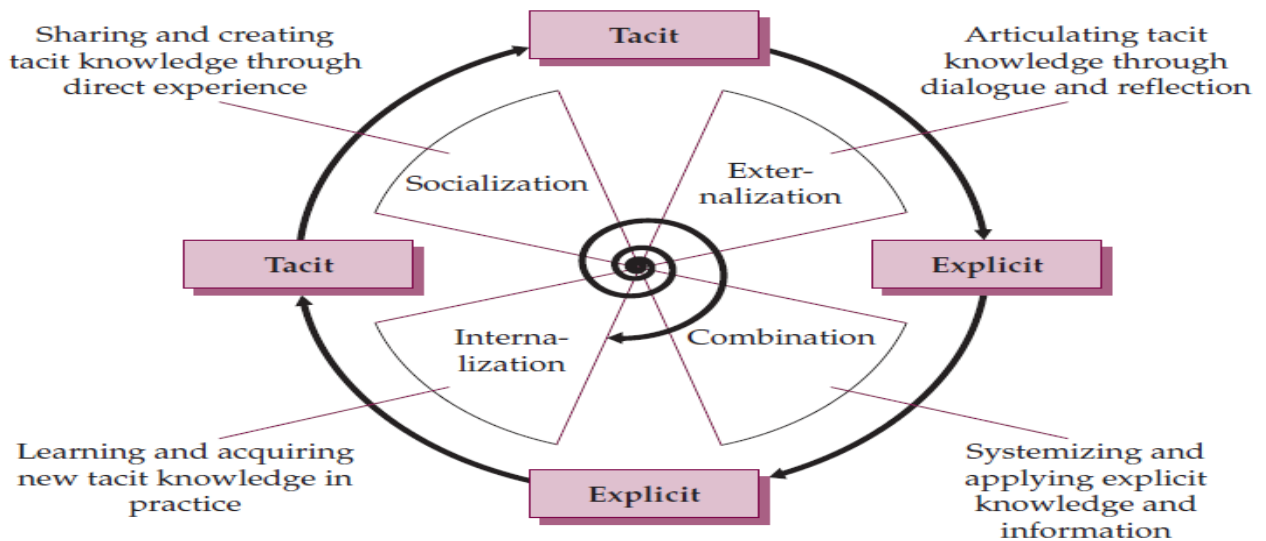 Sharing and creating
tacit knowledge through
direct experience
Tacit
Articulating tacit
knowledge through
dialogue and reflection
Socialization
Exter-
nalization
Tacit
Explicit
Interna-
lization
Combination
Learning and acquiring
new tacit knowledge in
practice
Explicit
Systemizing and
applying explicit
knowledge and
information